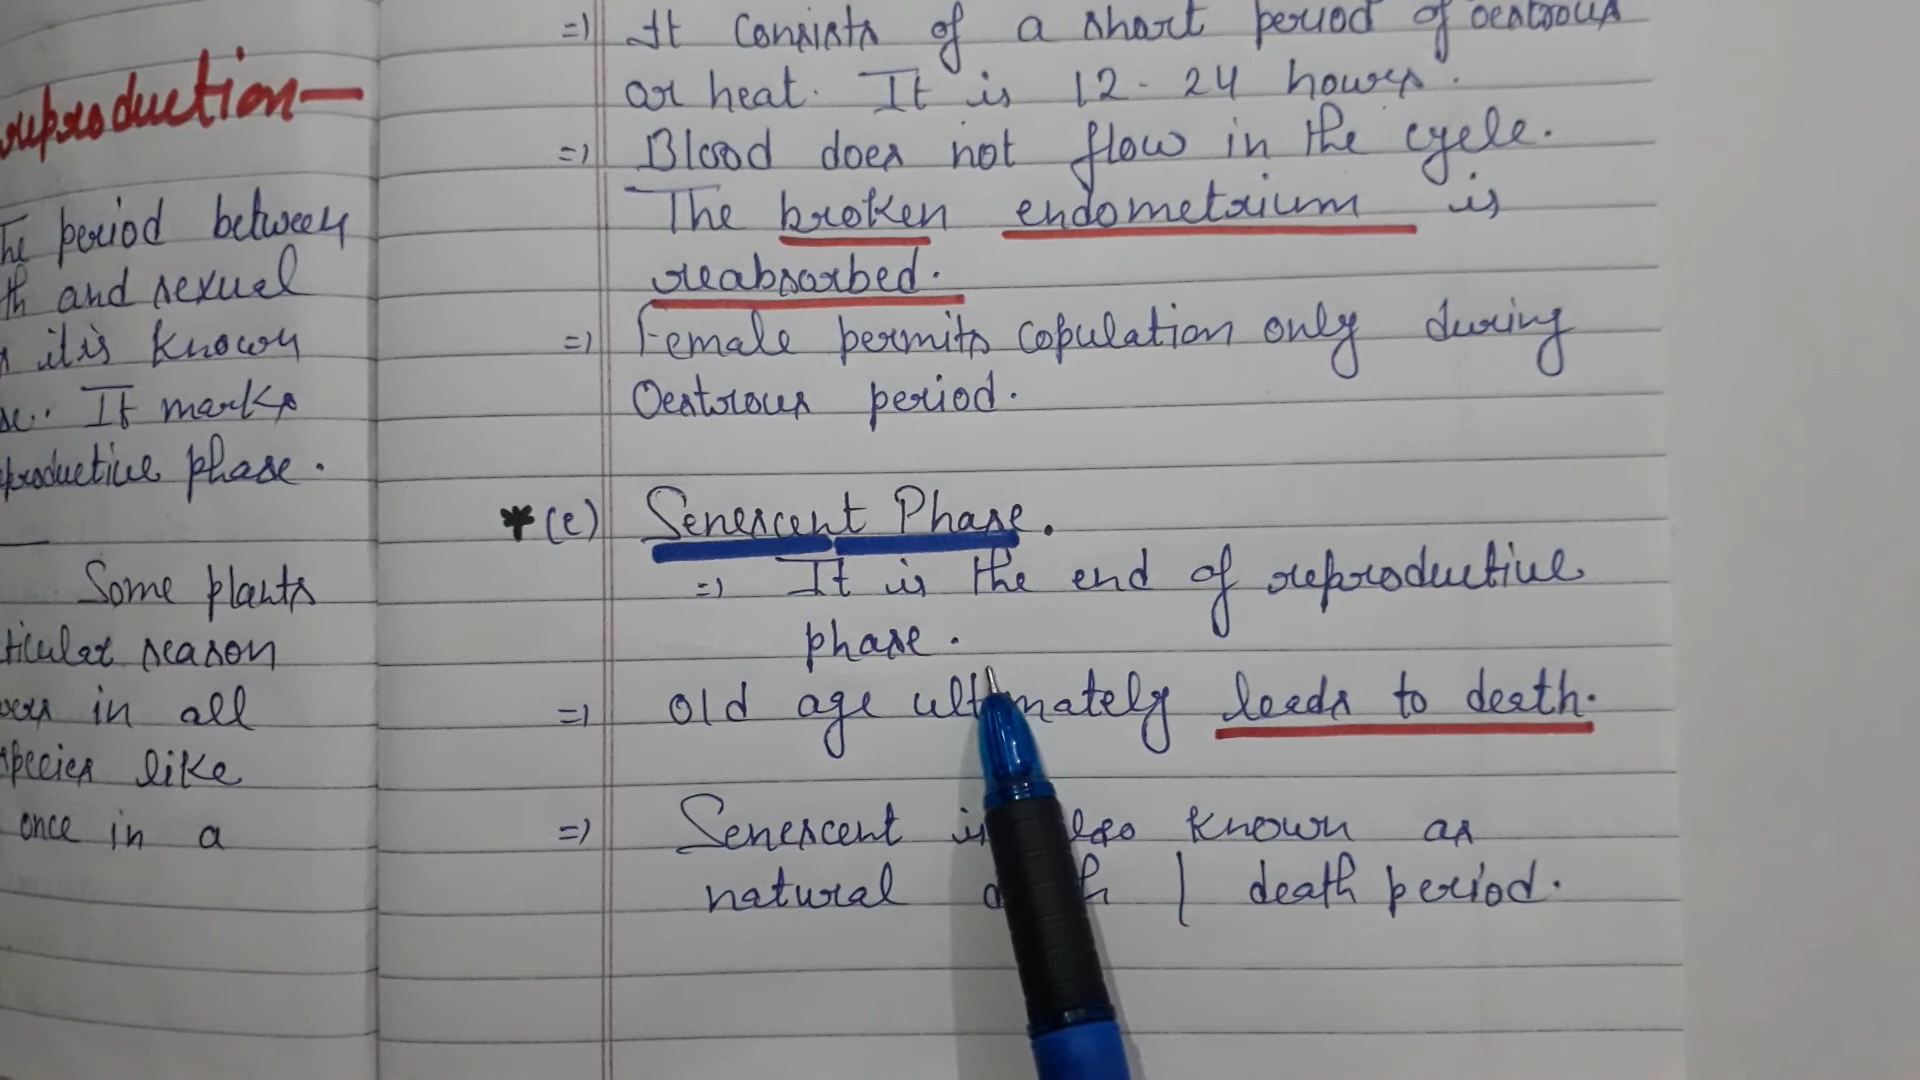 reproduction—
The period between
th and sexual
it is known
It marks
productive phase.
Some plants
ticular season
in all
species like
once in a
=) It consists of a short period of oestrous
or heat. It is 12-24 hours.
=) Blood does not flow in the cycle.
The broken endometrium is
reabsorbed.
=) Female permits copulation only during
Oestrous period.
* (c) Senescent Phase.
=) It is the end of reproductive
phase.
=) old age ultimately leads to death.
=) Senescent is also known as
natural | death period.